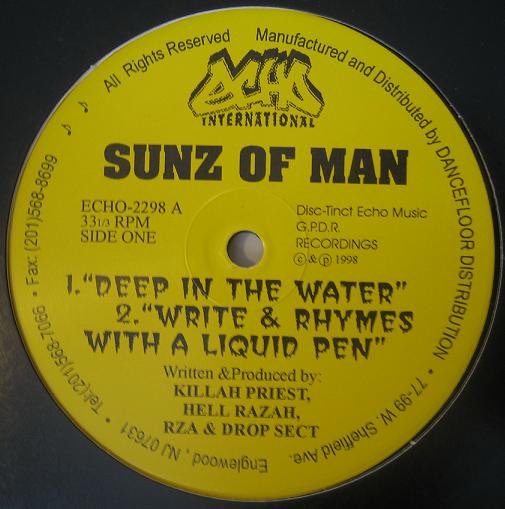 All Rights Reserved
Manufactured and Distributed by DANCEFLOOR DISTRIBUTION • 77-99 W. Sheffield Ave.
Englewood, NJ 07631 • Tel:(201)568-7066 • Fax: (201)568-8699
ECHO
INTERNATIONAL
SUNZ OF MAN
ECHO-2298 A
33 1/3 RPM
SIDE ONE
Disc-Tinct Echo Music
G.P.D.R.
RECORDINGS
©&℗ 1998
1."DEEP IN THE WATER"
2."WRITE & RHYMES
WITH A LIQUID PEN"
Written &Produced by:
KILLAH PRIEST,
HELL RAZAH,
RZA & DROP SECT